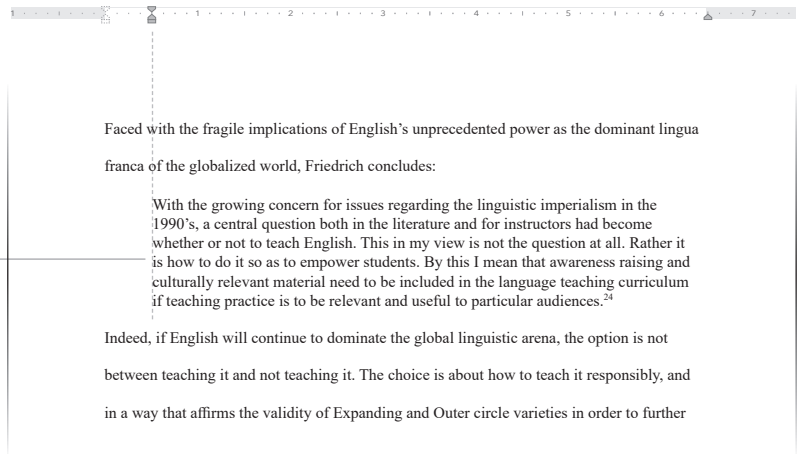 1 1 2 3 4 5 6 7
Faced with the fragile implications of English’s unprecedented power as the dominant lingua
franca of the globalized world, Friedrich concludes:
With the growing concern for issues regarding the linguistic imperialism in the
1990’s, a central question both in the literature and for instructors had become
whether or not to teach English. This in my view is not the question at all. Rather it
is how to do it so as to empower students. By this I mean that awareness raising and
culturally relevant material need to be included in the language teaching curriculum
if teaching practice is to be relevant and useful to particular audiences.24
Indeed, if English will continue to dominate the global linguistic arena, the option is not
between teaching it and not teaching it. The choice is about how to teach it responsibly, and
in a way that affirms the validity of Expanding and Outer circle varieties in order to further